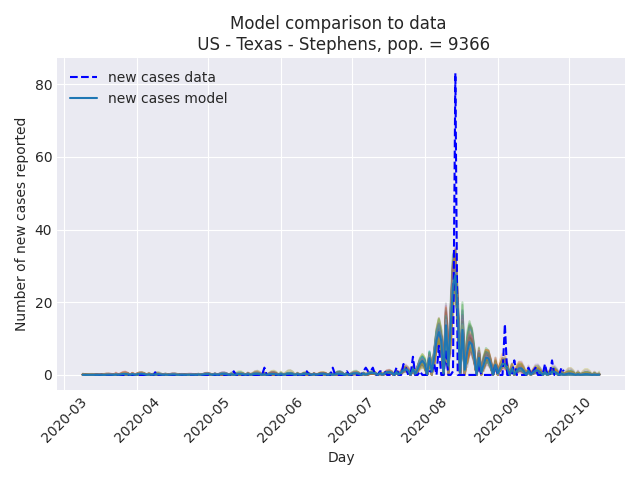 Model comparison to data
US - Texas - Stephens, pop. = 9366
new cases data
new cases model
Number of new cases reported
80
60
40
20
0
2020-03
2020-04
2020-05
2020-06
2020-07
2020-08
2020-09
2020-10
Day